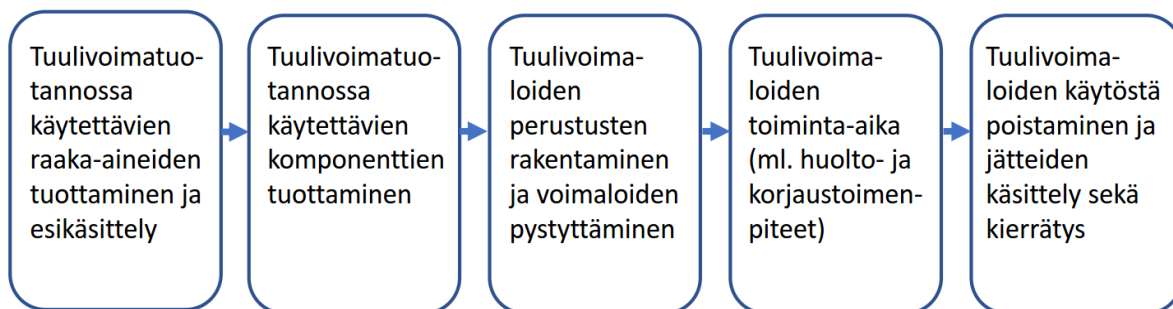 Tuulivoimatuo-
tannossa
käytettävien
raaka-aineiden
tuottaminen ja
esikäsittely
Tuulivoimatuo-
tannossa
käytettävien
komponenttien
tuottaminen
Tuulivoima-
loiden
perustusten
rakentaminen
ja voimaloiden
pystyttäminen
Tuulivoima-
loiden
toiminta-aika
(ml. huolto- ja
korjaustoimen-
piteet)
Tuulivoima-
loiden käytöstä
poistaminen ja
jätteiden
käsittely sekä
kierrätys